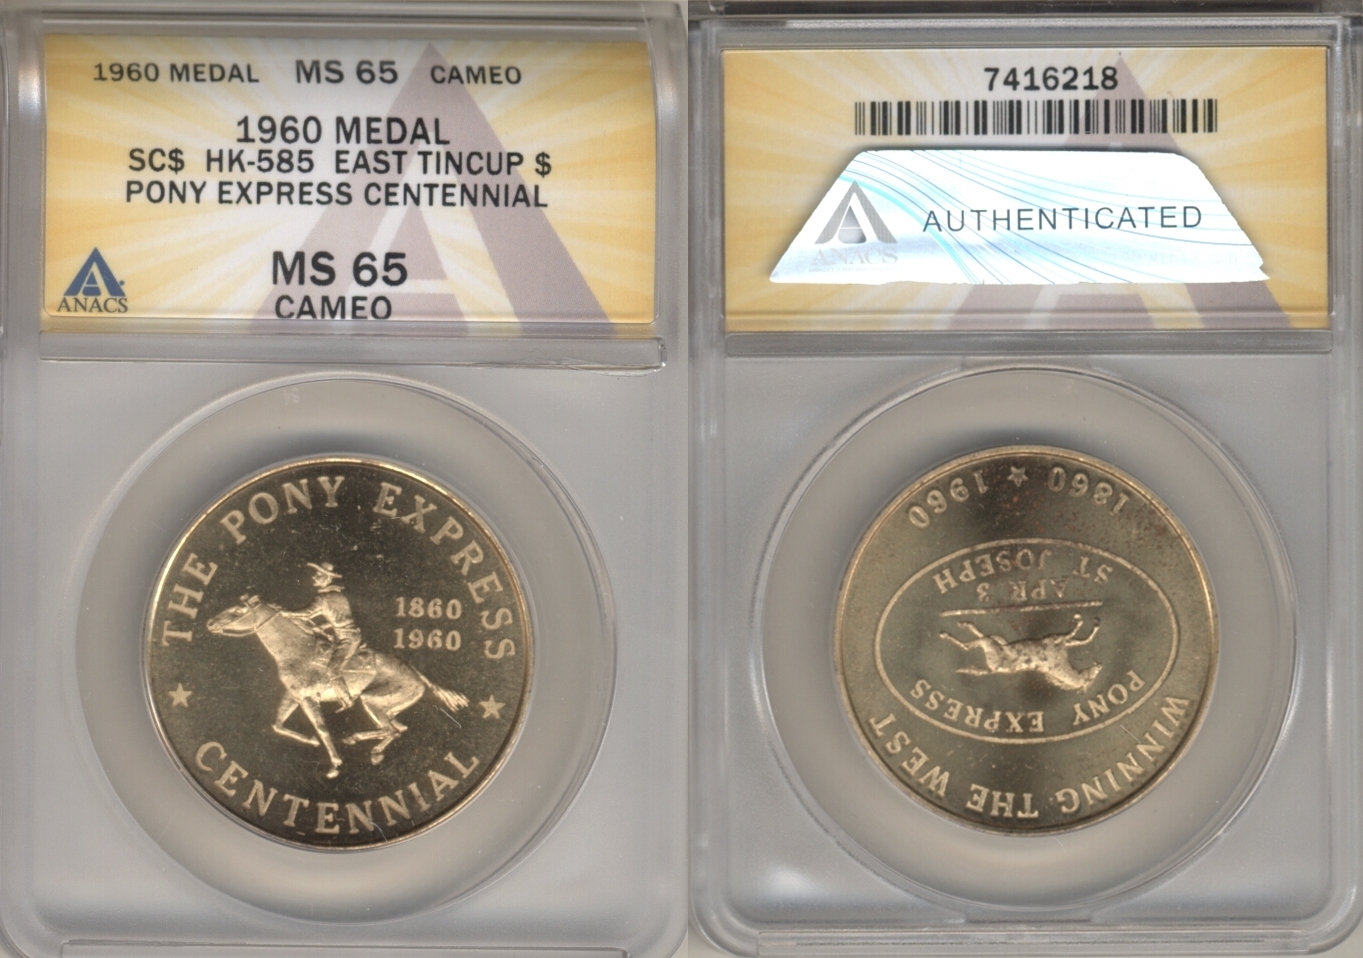 1960 MEDAL MS 65 CAMEO
1960 MEDAL
SC$ HK-585 EAST TINCUP $
PONY EXPRESS CENTENNIAL
MS 65
CAMEO
ANACS
THE PONY EXPRESS
1860
1960
CENTENNIAL
7416218
AUTHENTICATED
ANACS
1860 ★ 1960
ST JOSEPH
APR 3
PONY EXPRESS
WINNING THE WEST